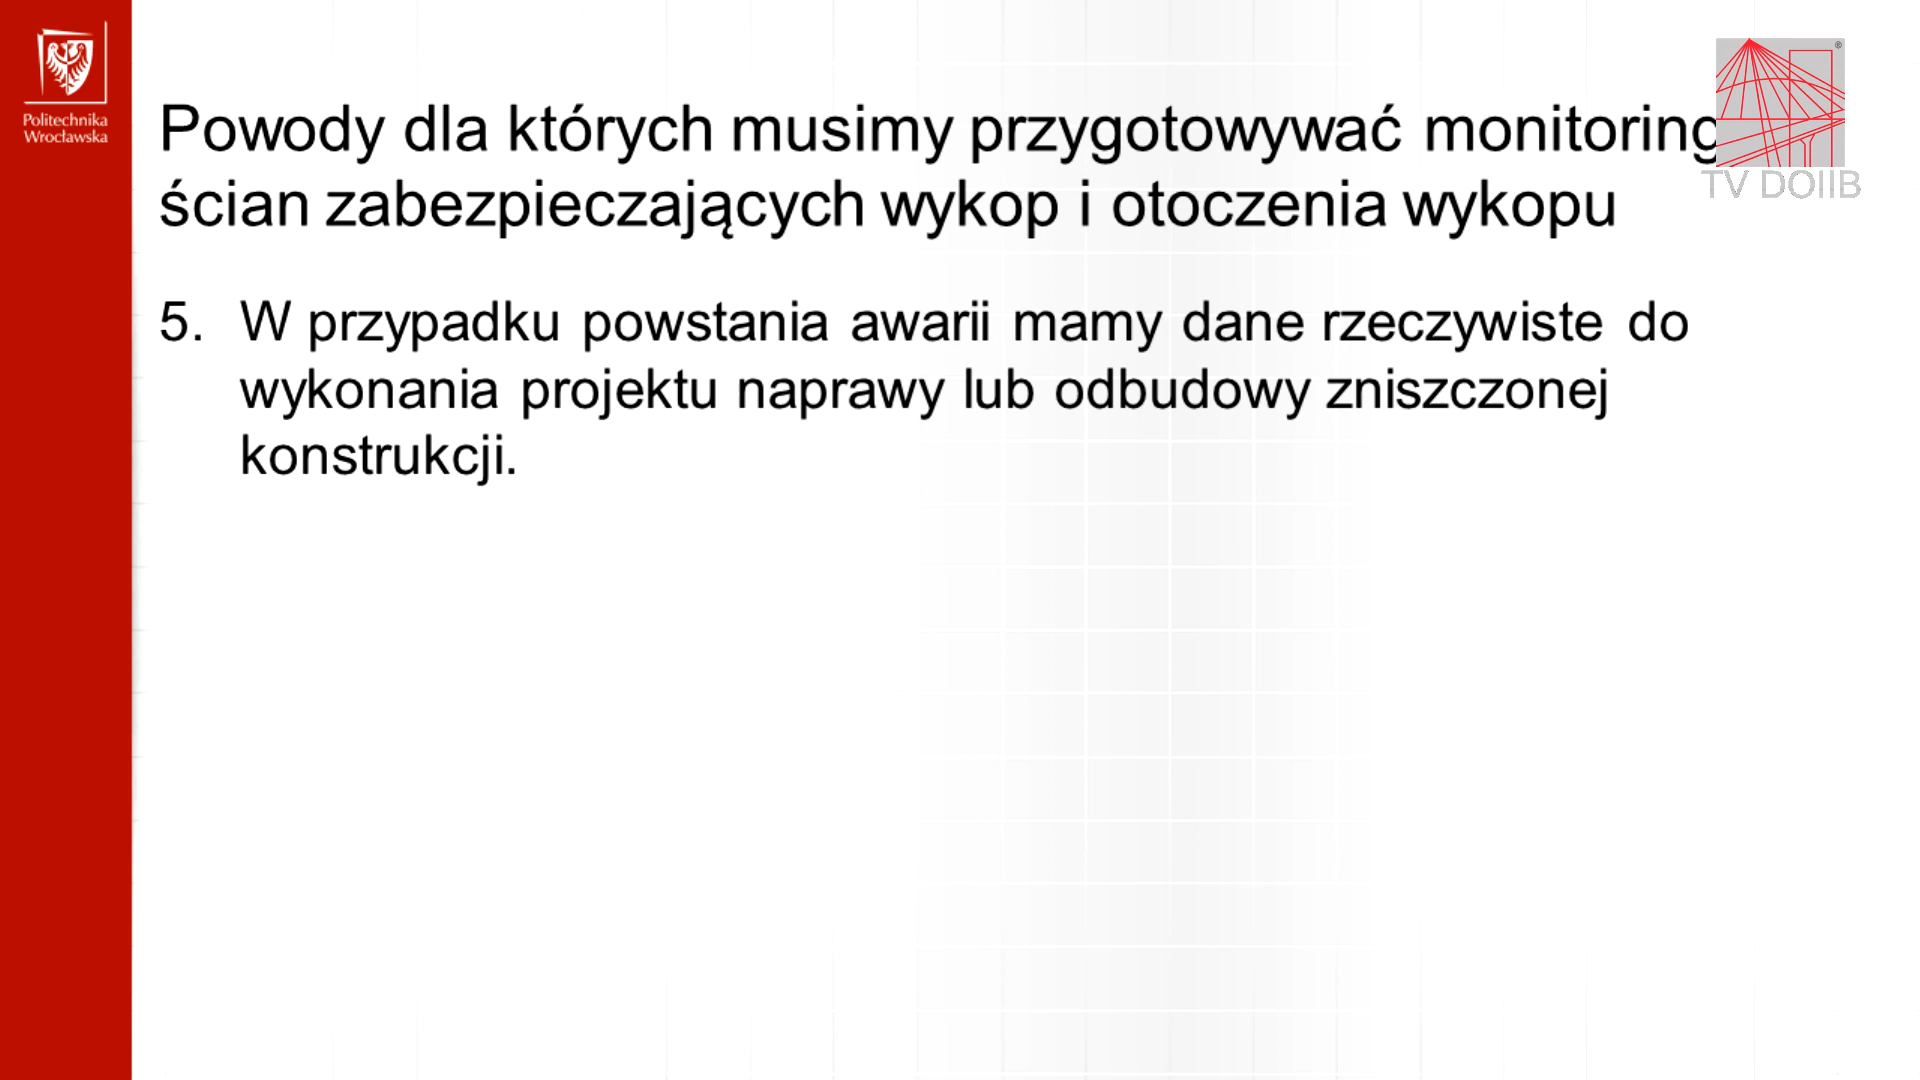 Politechnika
Wrocławska
Powody dla których musimy przygotowywać monitoring
ścian zabezpieczających wykop i otoczenia wykopu
®
TV DOIIB
5. W przypadku powstania awarii mamy dane rzeczywiste do
wykonania projektu naprawy lub odbudowy zniszczonej
konstrukcji.